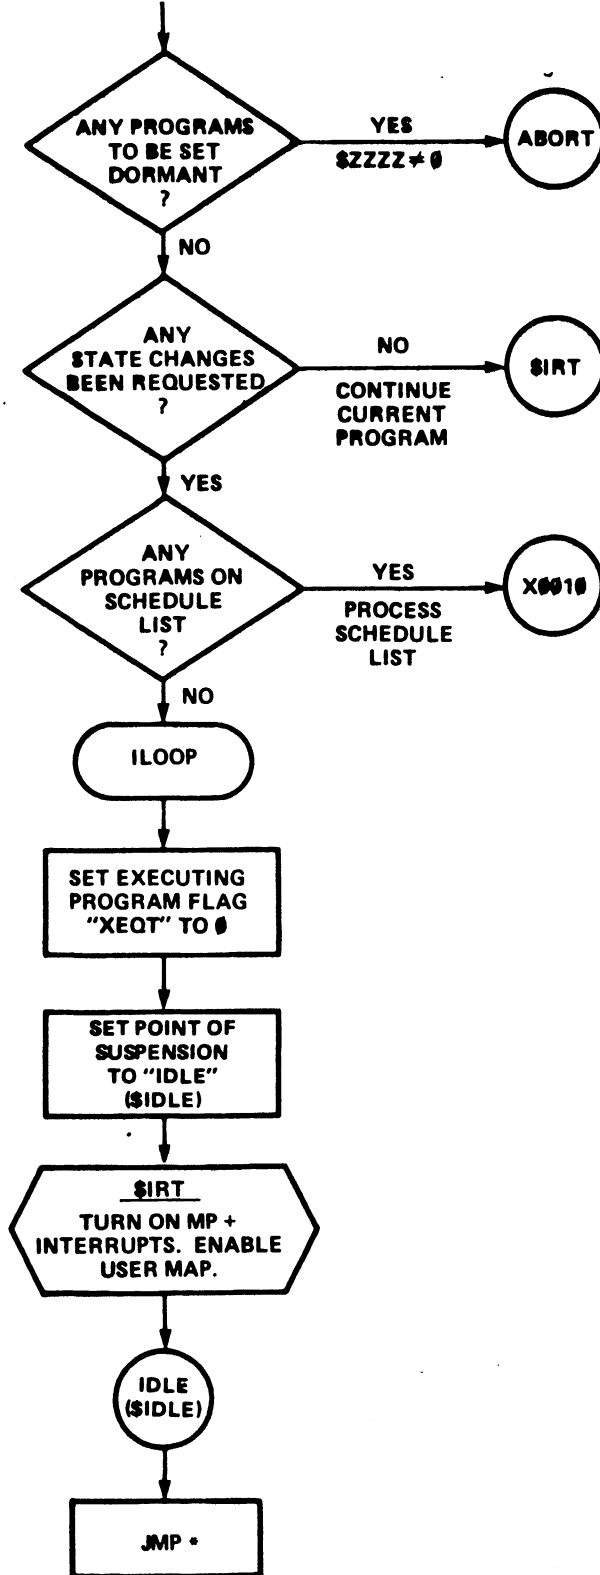 ANY PROGRAMS
TO BE SET
DORMANT
?
YES
$ZZZZ ≠ 0
ABORT
NO
ANY
STATE CHANGES
BEEN REQUESTED
?
NO
CONTINUE
CURRENT
PROGRAM
$IRT
YES
ANY
PROGRAMS ON
SCHEDULE
LIST
?
YES
PROCESS
SCHEDULE
LIST
X0010
NO
ILOOP
SET EXECUTING
PROGRAM FLAG
"XEQT" TO 0
SET POINT OF
SUSPENSION
TO "IDLE"
($IDLE)
$IRT
TURN ON MP +
INTERRUPTS. ENABLE
USER MAP.
IDLE
($IDLE)
JMP *